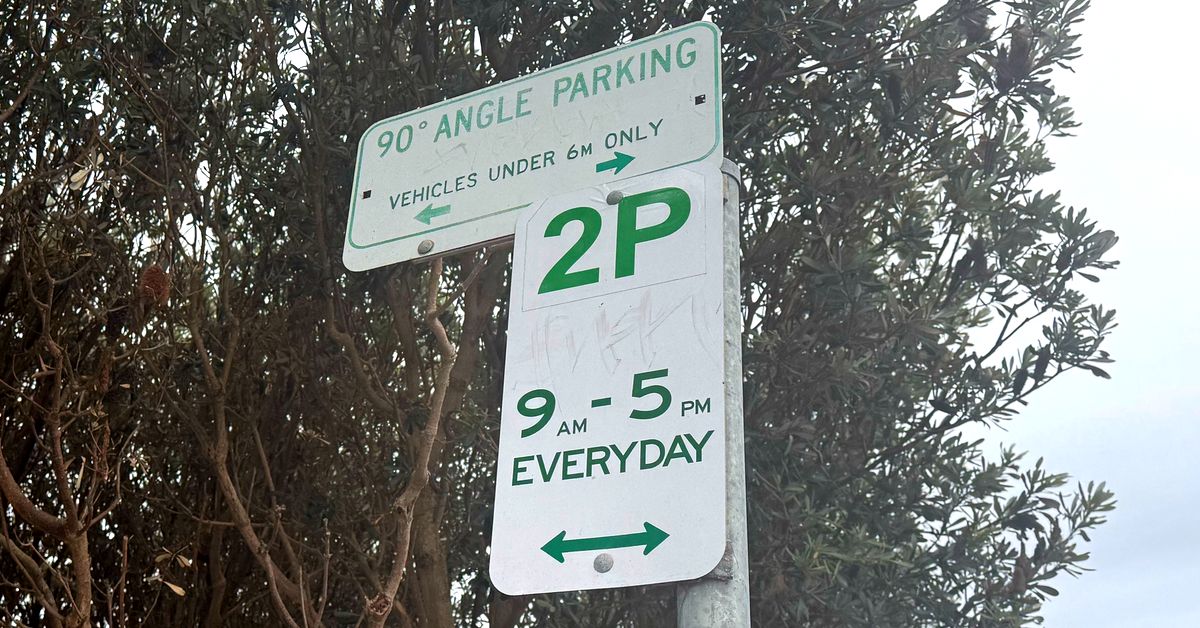 90° ANGLE PARKING
VEHICLES UNDER 6M ONLY
2P
9 AM - 5 PM
EVERYDAY